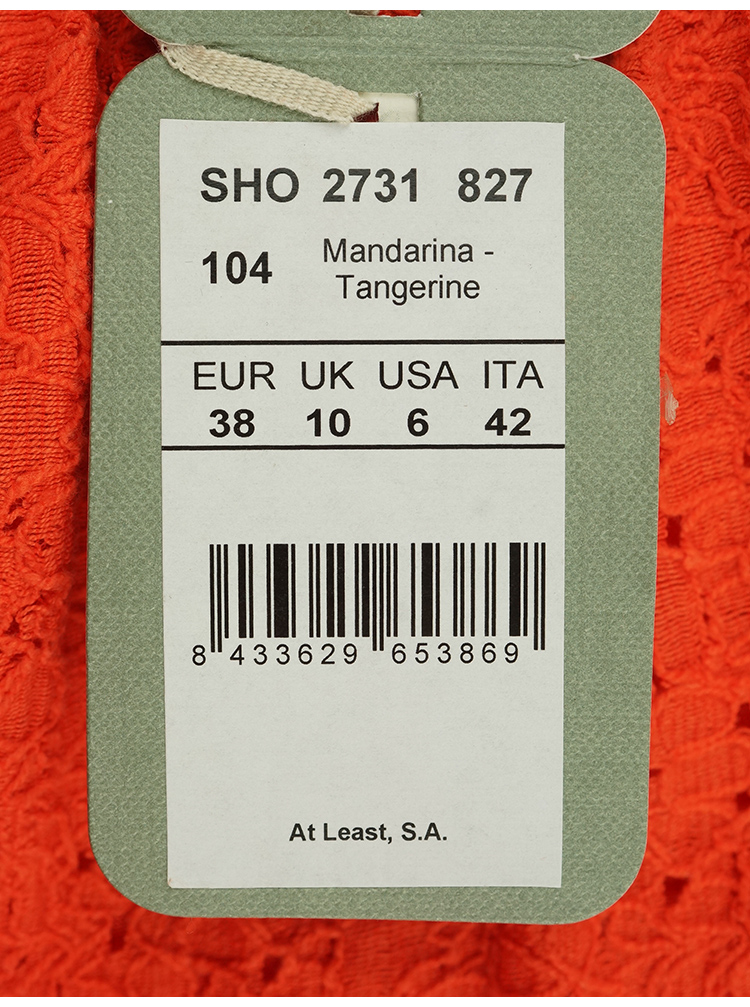 SHO 2731 827
104 Mandarina -
Tangerine
EUR UK USA ITA
38 10 6 42
8 433629 653869
At Least, S.A.